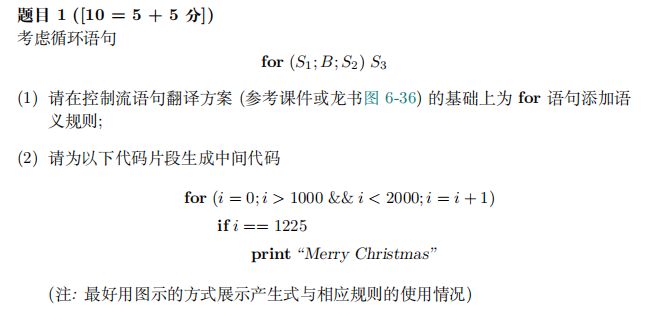 题目 1 ([10 = 5 + 5 分])
考虑循环语句
for (S₁; B; S₂) S₃
(1) 请在控制流语句翻译方案 (参考课件或龙书图 6-36) 的基础上为 for 语句添加语
义规则;
(2) 请为以下代码片段生成中间代码
for (i = 0; i > 1000 && i < 2000; i = i + 1)
if i == 1225
print “Merry Christmas”
(注: 最好用图示的方式展示产生式与相应规则的使用情况)